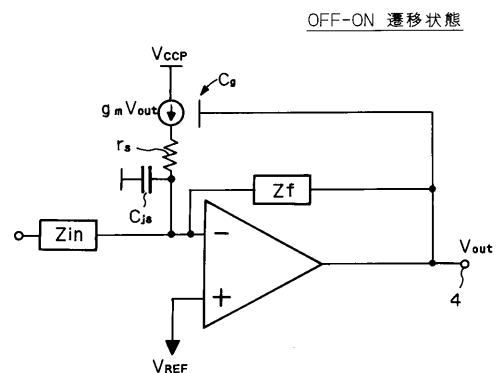 OFF-ON 遷移状態
VCCP
Cg
gmVout
rs
Cjs
Zf
Zin
−
+
Vout
4
VREF